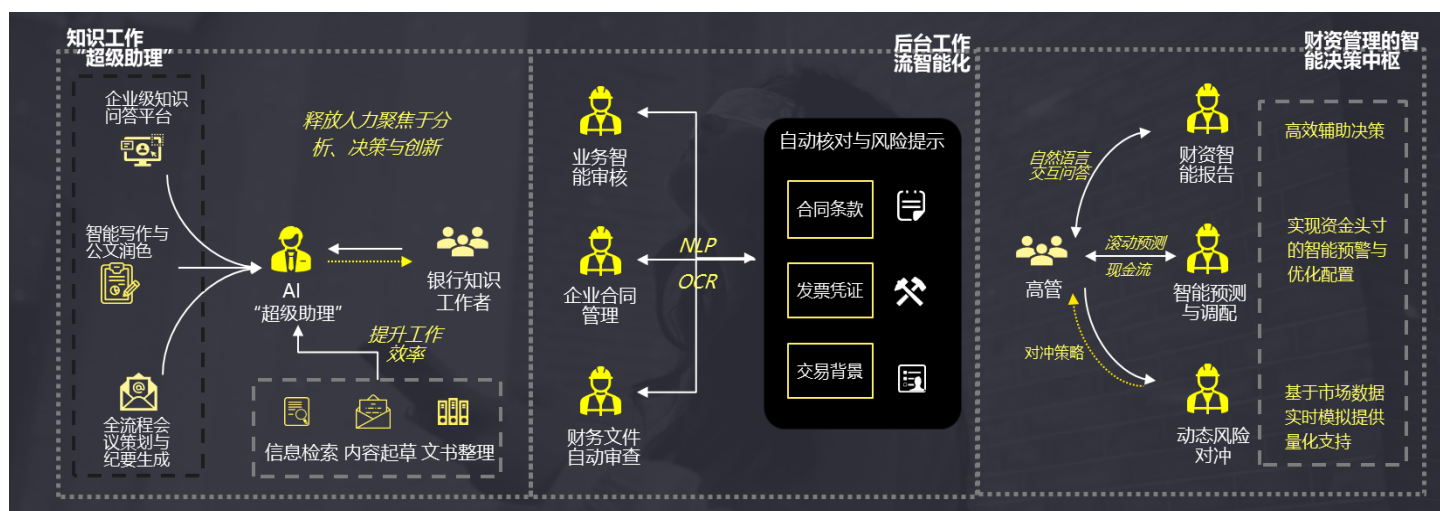 知识工作
“超级助理”
企业级知识
问答平台
智能写作与
公文润色
全流程会
议策划与
纪要生成
释放人力聚焦于分
析、决策与创新
AI
“超级助理”
银行知识
工作者
提升工作
效率
信息检索
内容起草
文书整理
后台工作
流智能化
业务智
能审核
企业合同
管理
财务文件
自动审查
NLP
OCR
自动核对与风险提示
合同条款
发票凭证
交易背景
财资管理的智
能决策中枢
自然语言
交互问答
高管
滚动预测
现金流
对冲策略
财资智
能报告
智能预测
与调配
动态风险
对冲
高效辅助决策
实现资金头寸
的智能预警与
优化配置
基于市场数据
实时模拟提供
量化支持